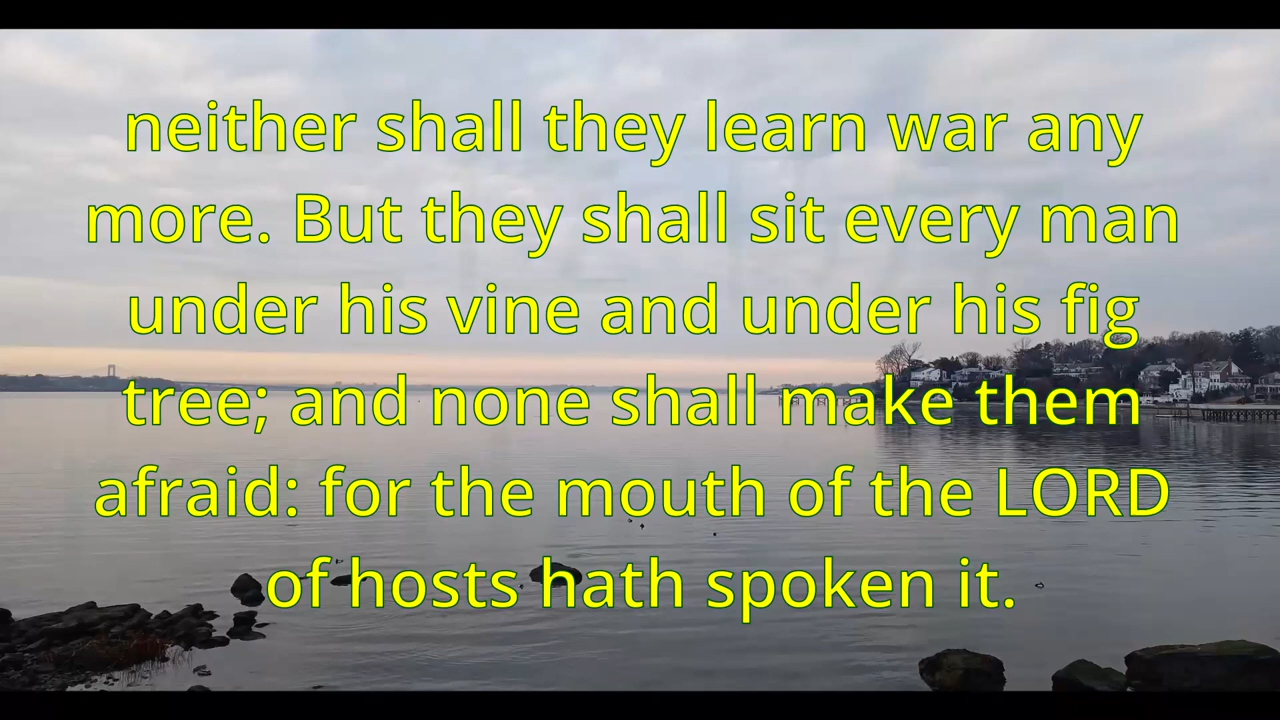 neither shall they learn war any
more. But they shall sit every man
under his vine and under his fig
tree; and none shall make them
afraid: for the mouth of the LORD
of hosts hath spoken it.